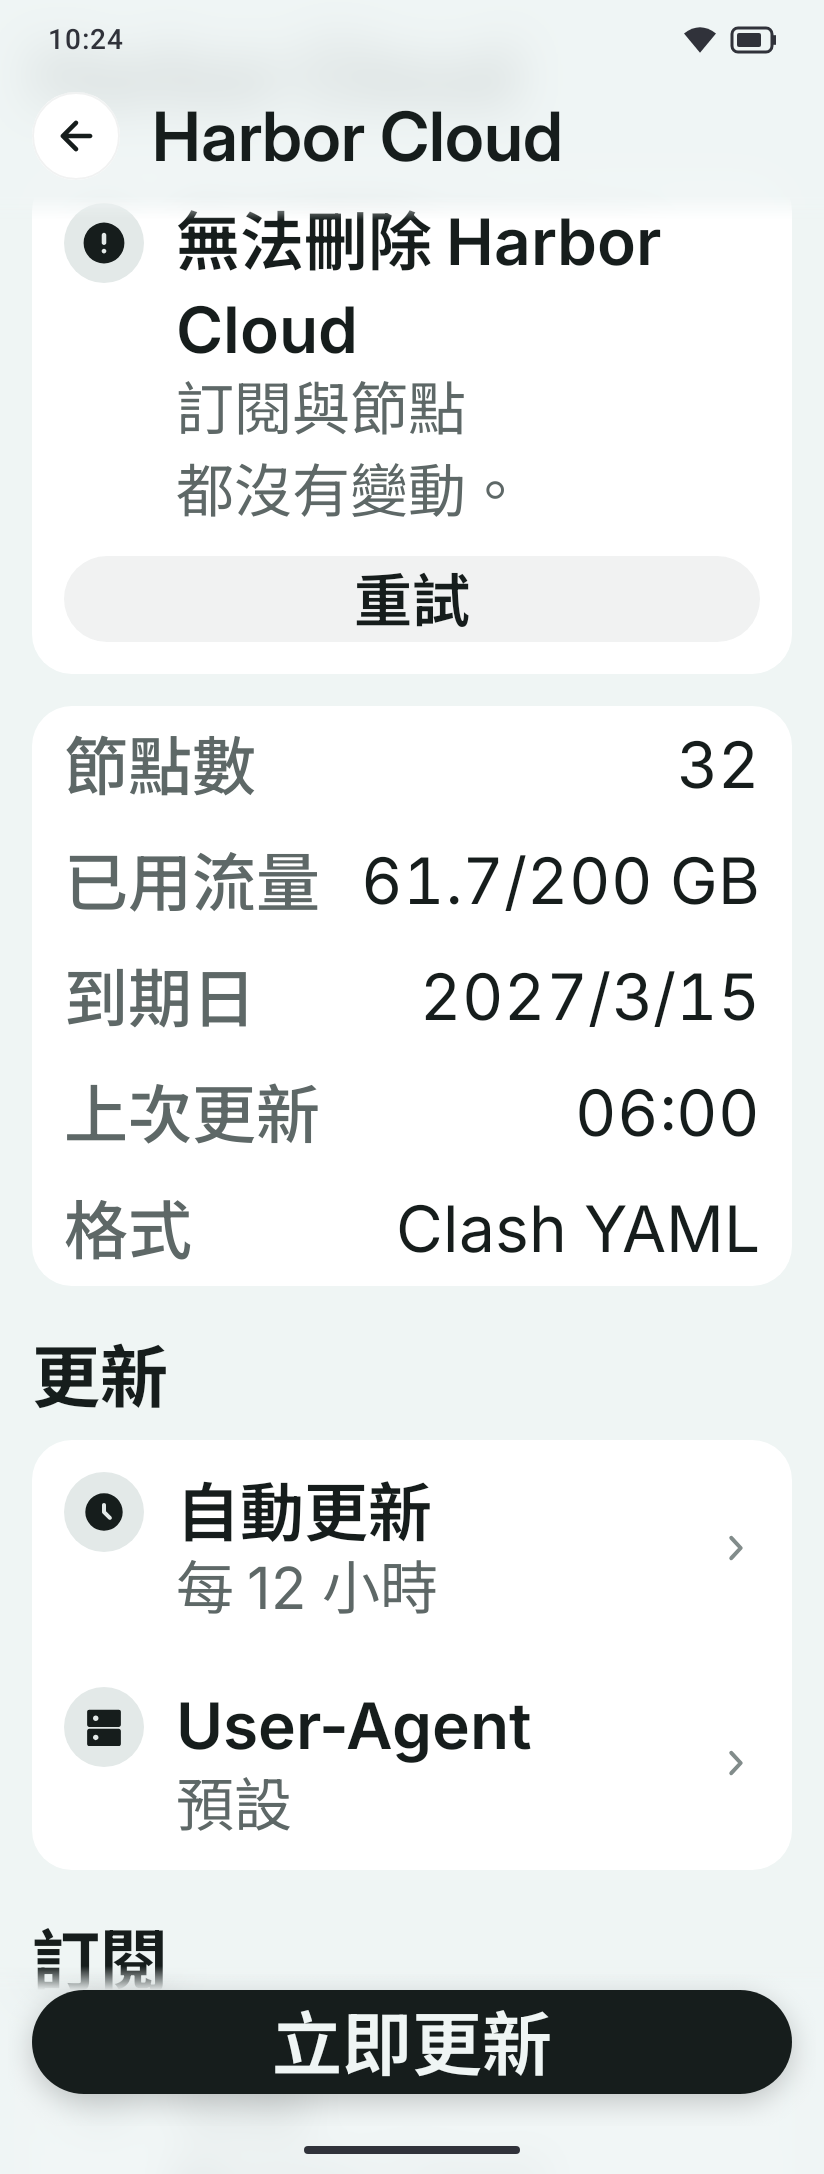 10:24
Harbor Cloud
無法刪除 Harbor
Cloud
訂閱與節點
都沒有變動。
重試
節點數 32
已用流量 61.7/200 GB
到期日 2027/3/15
上次更新 06:00
格式 Clash YAML
更新
自動更新
每 12 小時
User-Agent
預設
訂閱
立即更新